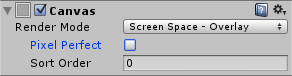 Canvas
Render Mode Screen Space - Overlay
Pixel Perfect
Sort Order 0